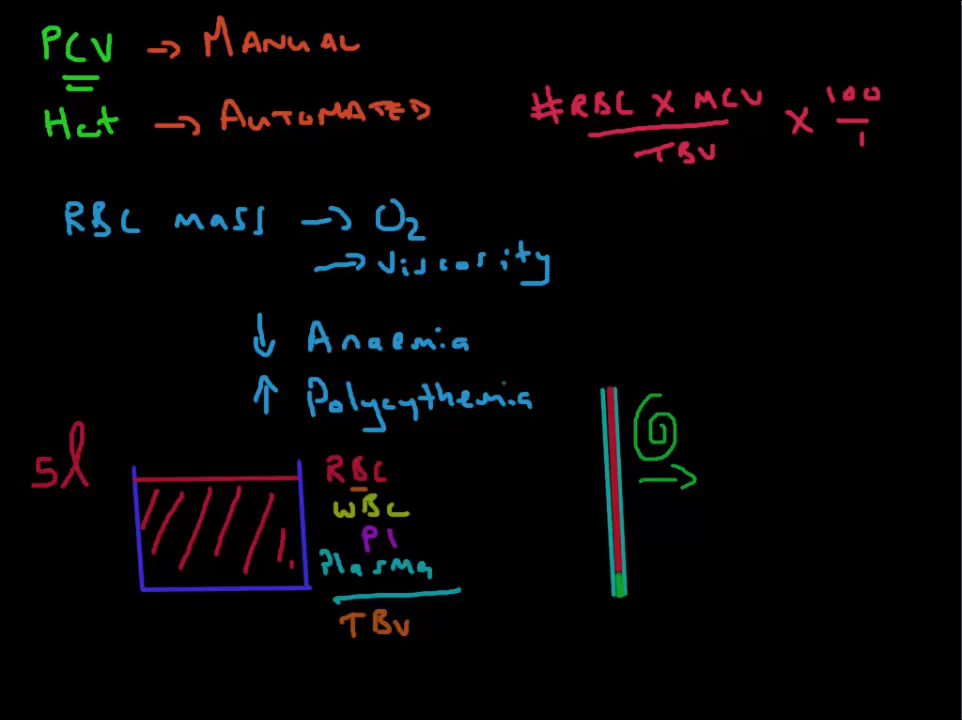 PCV → MANUAL
Hct → AUTOMATED
#RBC X MCV X 100
TBV 1
RBC mass → O2
→ Viscosity
↓ Anaemia
↑ Polycythemia
5l
RBC
WBC
Pl
Plasma
TBV